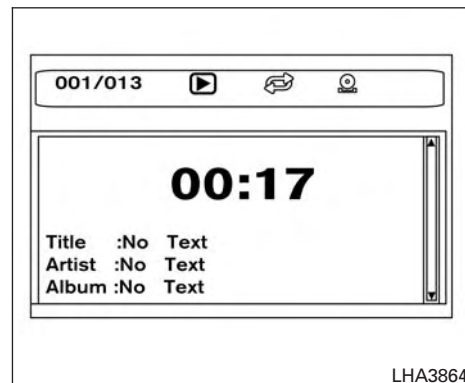 001/013
00:17
Title :No Text
Artist :No Text
Album :No Text
LHA3864